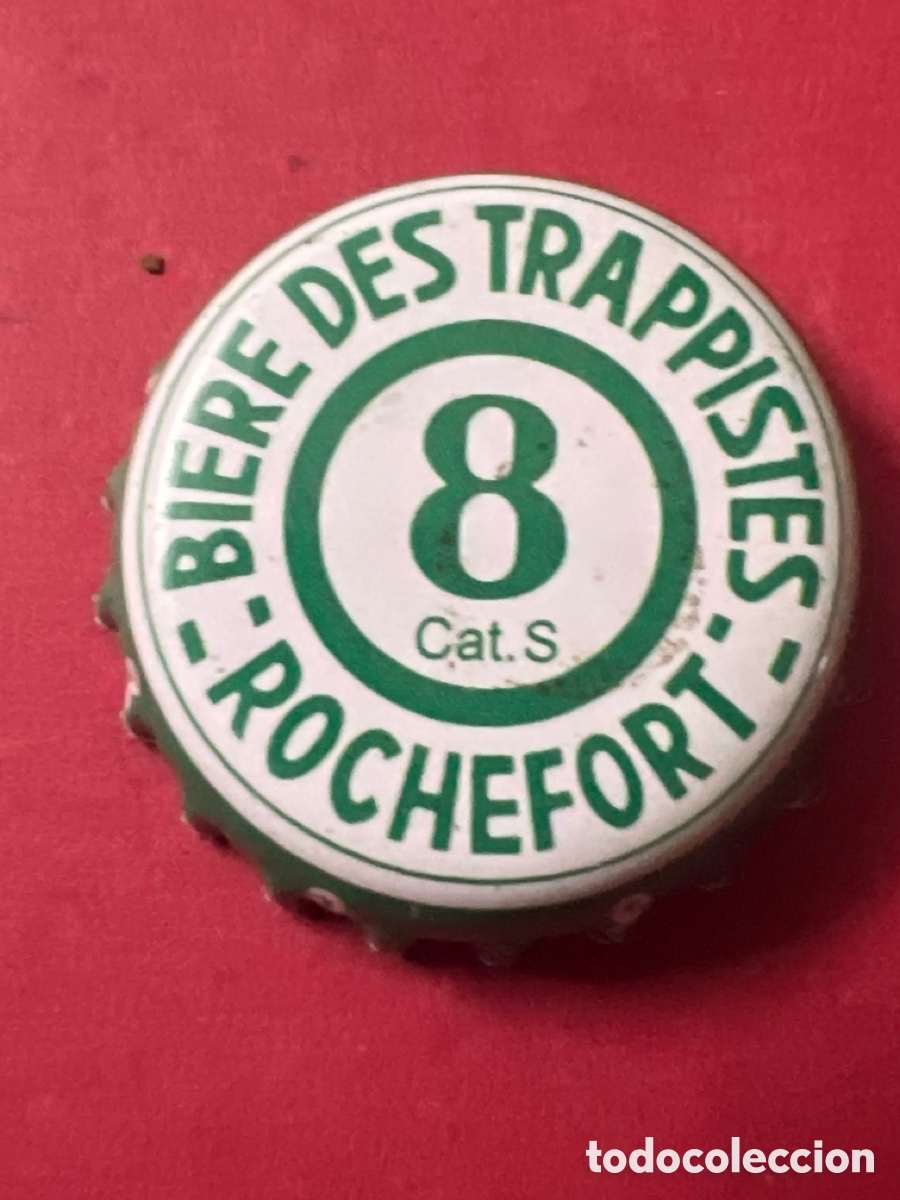 BIERE DES TRAPPISTES
- ROCHEFORT -
8
Cat. S
todocoleccion